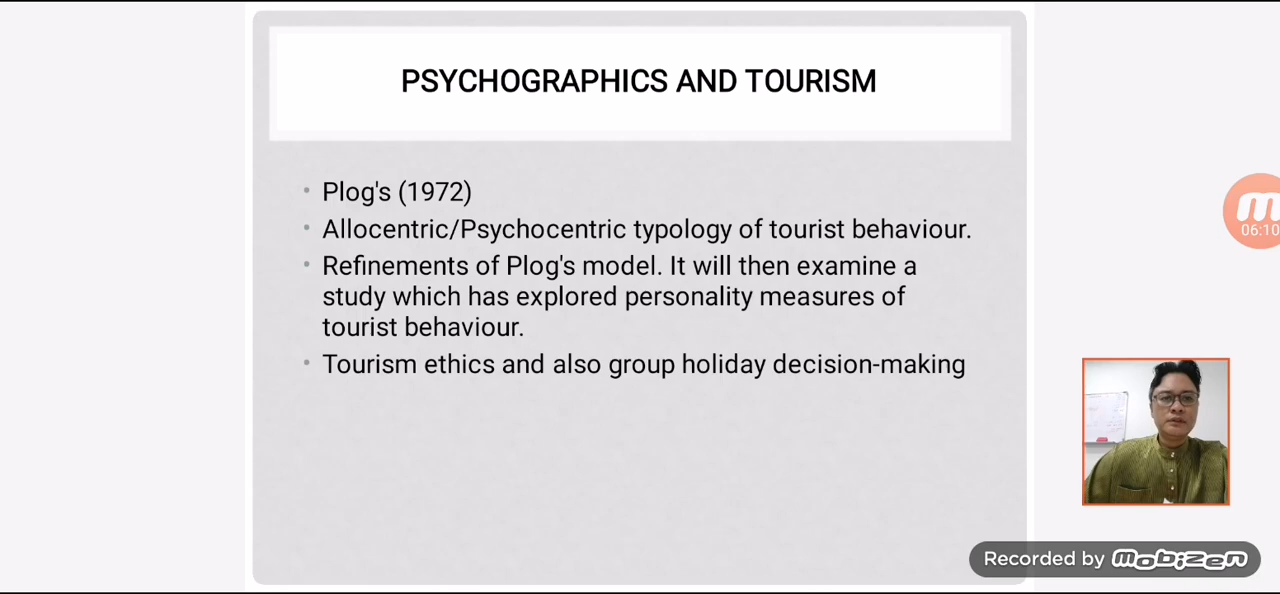 PSYCHOGRAPHICS AND TOURISM
• Plog's (1972)
• Allocentric/Psychocentric typology of tourist behaviour.
• Refinements of Plog's model. It will then examine a
study which has explored personality measures of
tourist behaviour.
• Tourism ethics and also group holiday decision-making
m
06:10
Recorded by mobizen